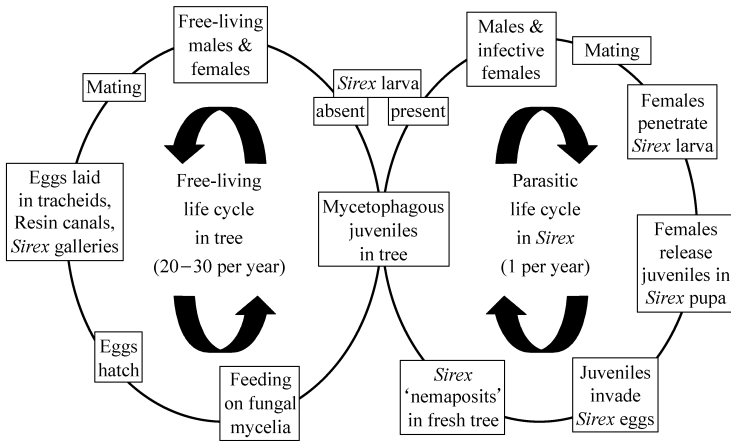 Free-living
males &
females
Mating
Eggs laid
in tracheids,
Resin canals,
Sirex galleries
Eggs
hatch
Feeding
on fungal
mycelia
Free-living
life cycle
in tree
(20−30 per year)
Sirex larva
absent
present
Mycetophagous
juveniles
in tree
Males &
infective
females
Mating
Females
penetrate
Sirex larva
Females
release
juveniles in
Sirex pupa
Juveniles
invade
Sirex eggs
Sirex
‘nemaposits’
in fresh tree
Parasitic
life cycle
in Sirex
(1 per year)